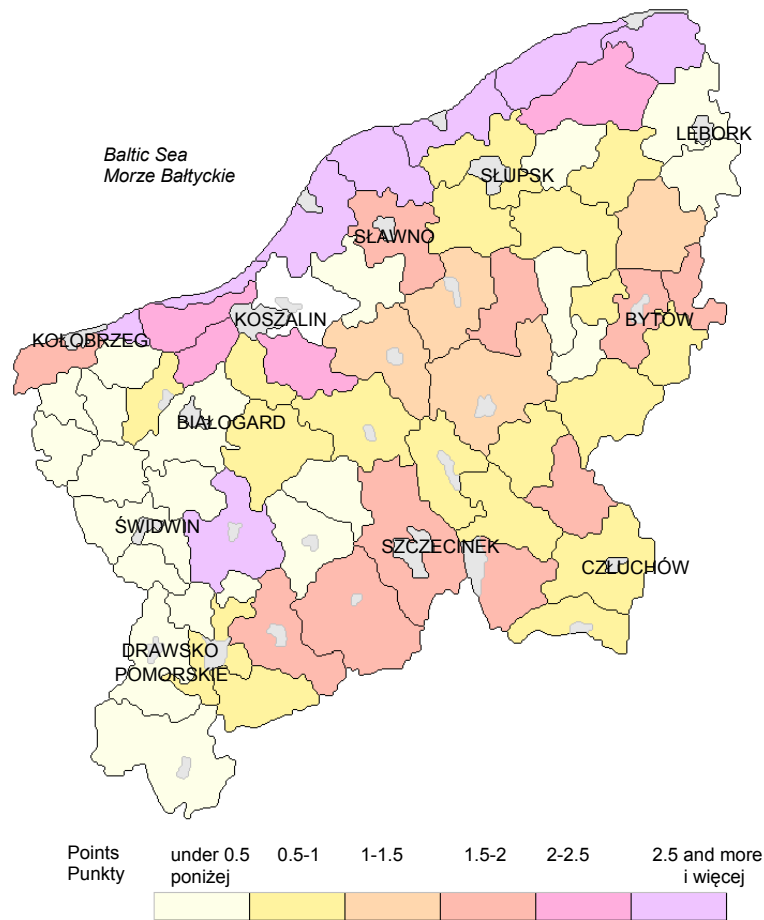 Baltic Sea
Morze Bałtyckie
LĘBORK
SŁUPSK
SŁAWNO
KOSZALIN
BYTÓW
KOŁOBRZEG
BIAŁOGARD
ŚWIDWIN
SZCZECINEK
CZŁUCHÓW
DRAWSKO
POMORSKIE
Points under 0.5 0.5-1 1-1.5 1.5-2 2-2.5 2.5 and more
Punkty poniżej i więcej